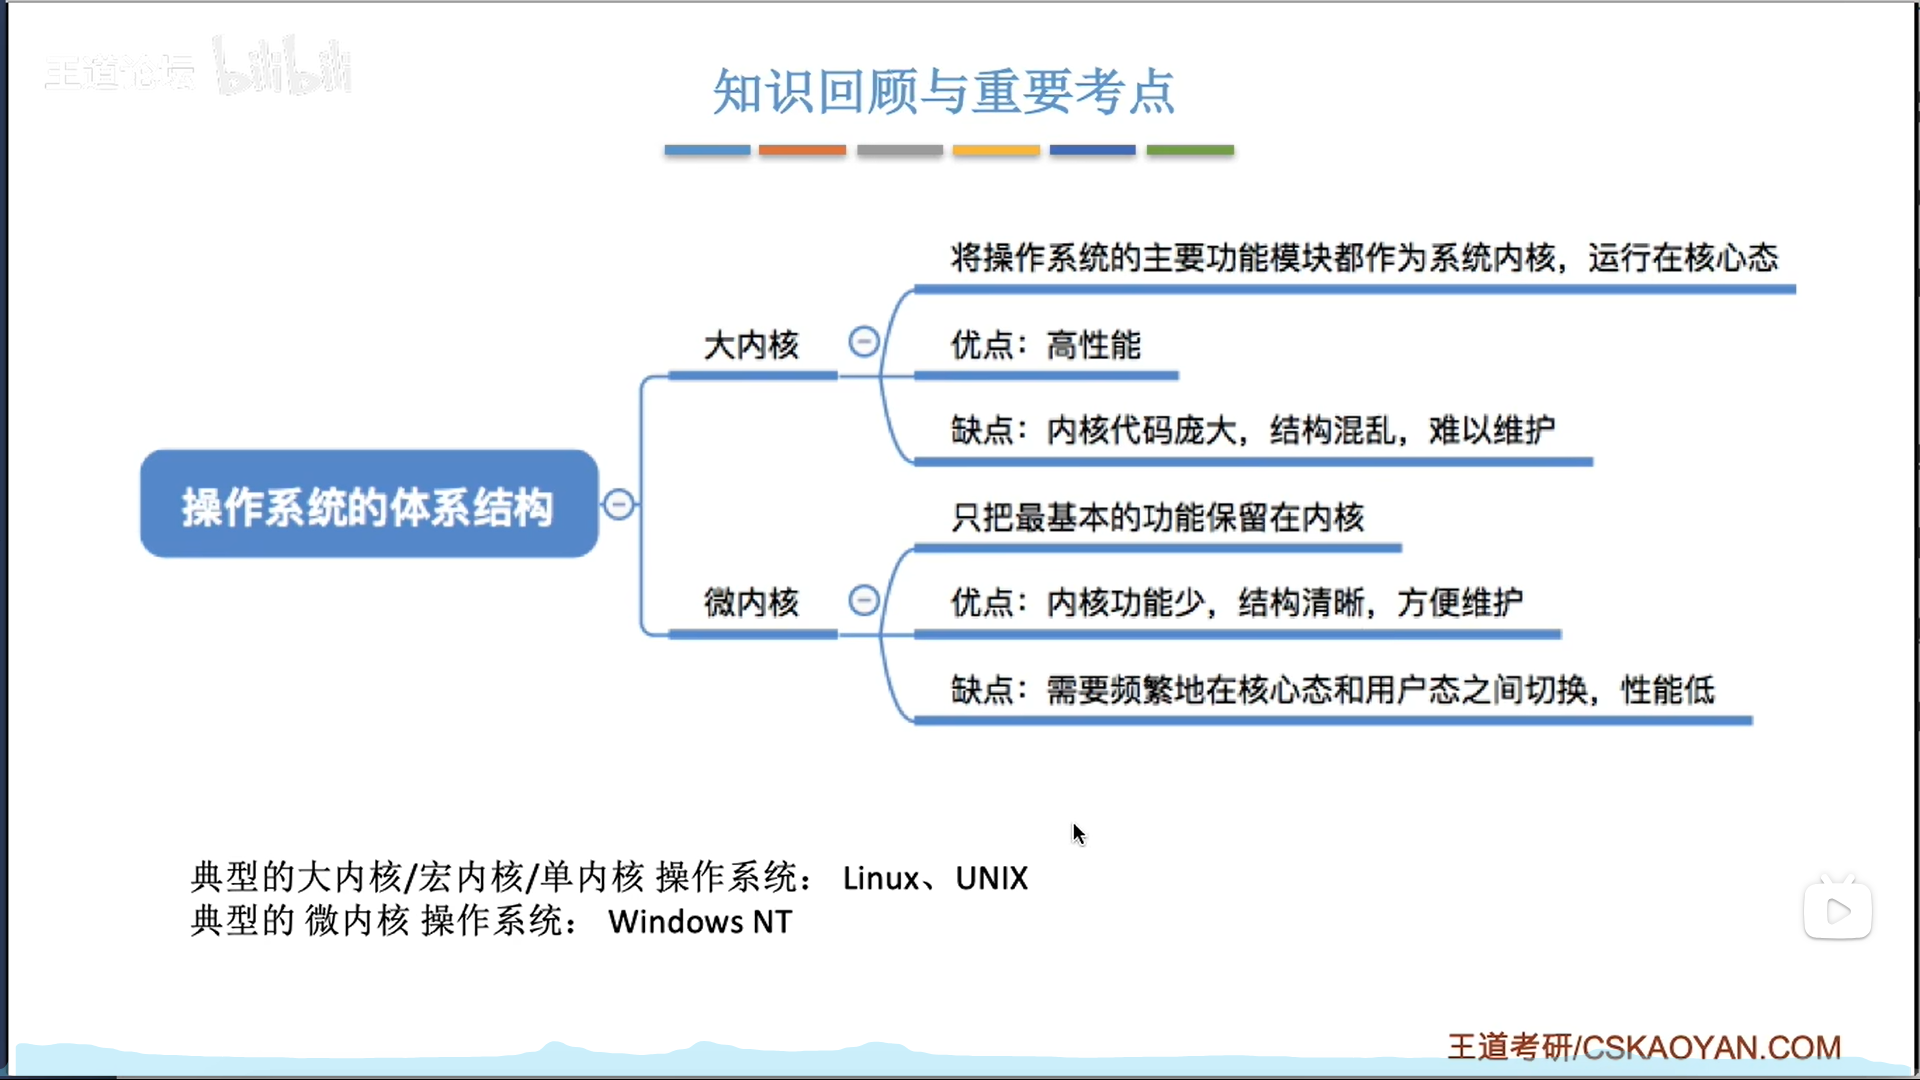 王道论坛 bilibili
知识回顾与重要考点
将操作系统的主要功能模块都作为系统内核，运行在核心态
大内核
优点：高性能
缺点：内核代码庞大，结构混乱，难以维护
操作系统的体系结构
只把最基本的功能保留在内核
微内核
优点：内核功能少，结构清晰，方便维护
缺点：需要频繁地在核心态和用户态之间切换，性能低
典型的大内核/宏内核/单内核 操作系统： Linux、UNIX
典型的 微内核 操作系统： Windows NT
王道考研/CSKAOYAN.COM